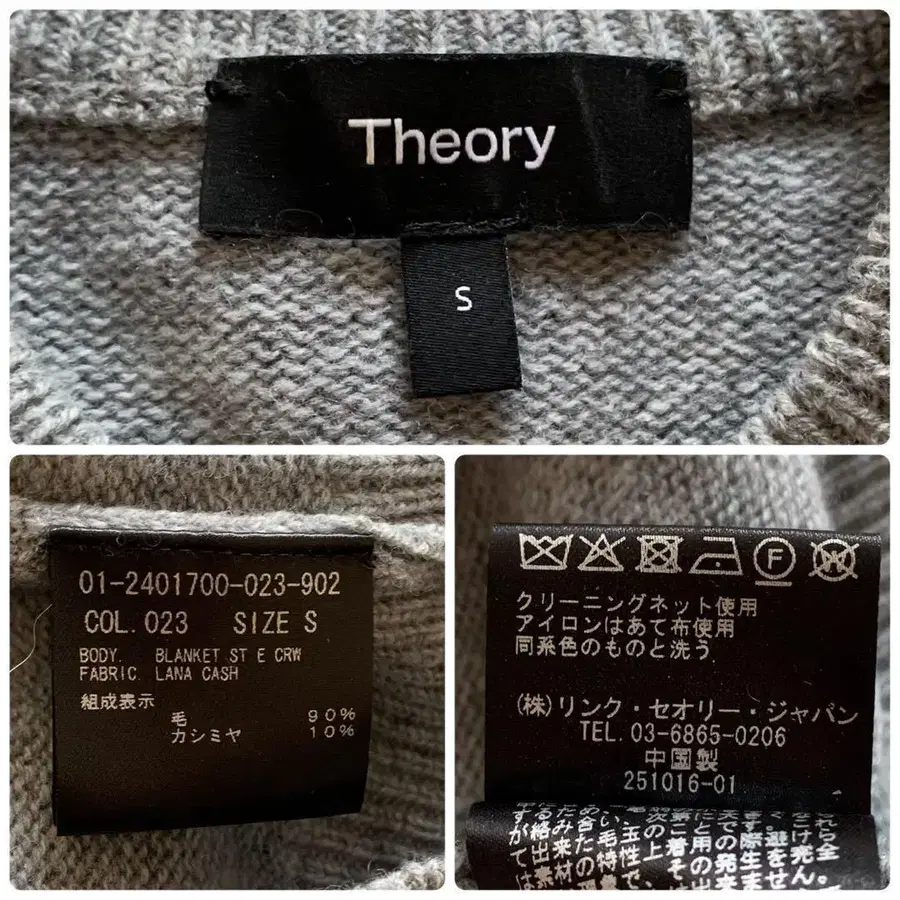 Theory
S
01-2401700-023-902
COL. 023 SIZE S
BODY. BLANKET ST E CRW
FABRIC. LANA CASH
組成表示
毛 90%
カシミヤ 10%
F
クリーニングネット使用
アイロンはあて布使用
同系色のものと洗う
(株)リンク・セオリー・ジャパン
TEL. 03-6865-0206
中国製
251016-01